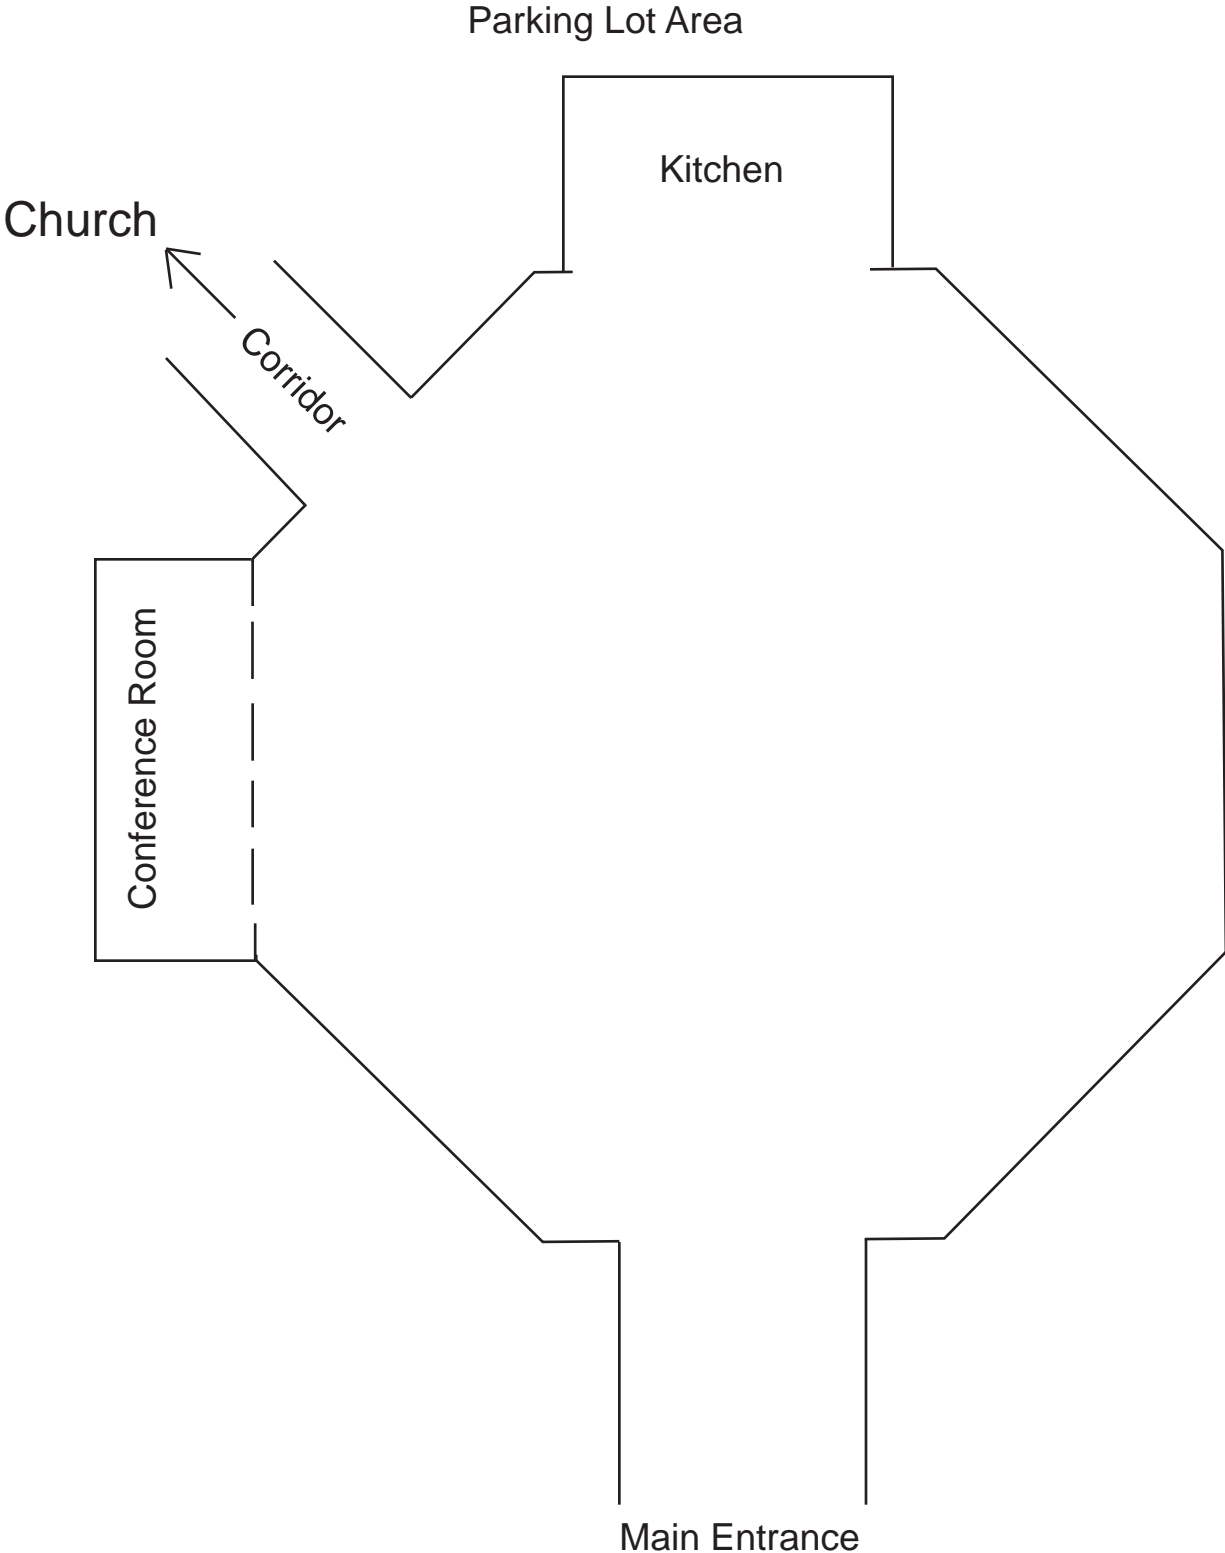 Parking Lot Area
Kitchen
Church
Corridor
Conference Room
Main Entrance